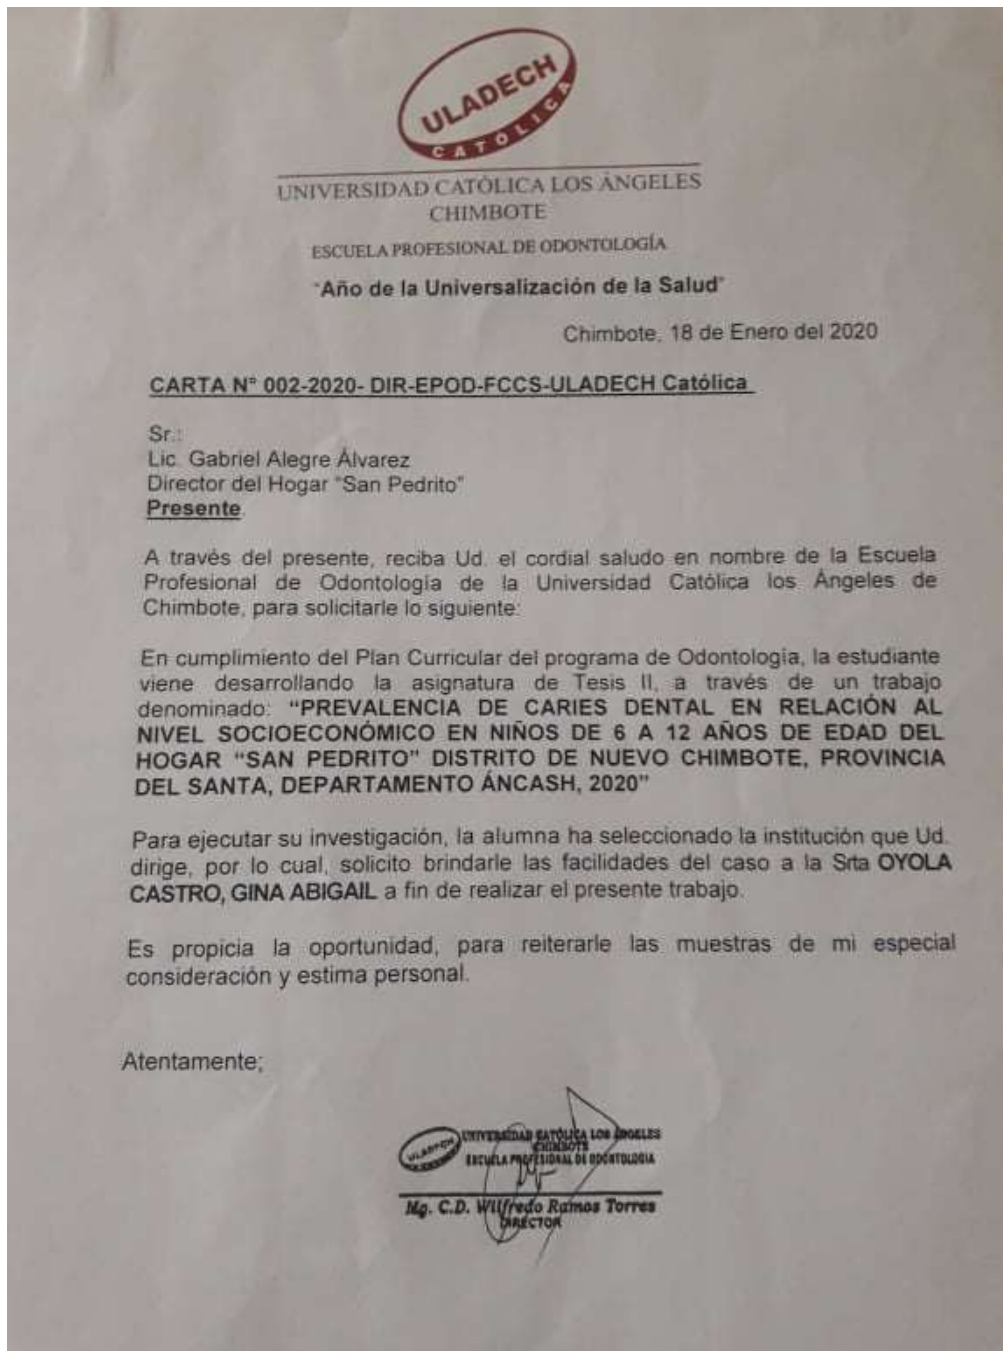 ULADECH
CATÓLICA
UNIVERSIDAD CATÓLICA LOS ÁNGELES
CHIMBOTE
ESCUELA PROFESIONAL DE ODONTOLOGÍA
"Año de la Universalización de la Salud"
Chimbote, 18 de Enero del 2020
CARTA N° 002-2020- DIR-EPOD-FCCS-ULADECH Católica
Sr.:
Lic. Gabriel Alegre Álvarez
Director del Hogar "San Pedrito"
Presente.
A través del presente, reciba Ud. el cordial saludo en nombre de la Escuela
Profesional de Odontología de la Universidad Católica los Ángeles de
Chimbote, para solicitarle lo siguiente:
En cumplimiento del Plan Curricular del programa de Odontología, la estudiante
viene desarrollando la asignatura de Tesis II, a través de un trabajo
denominado: "PREVALENCIA DE CARIES DENTAL EN RELACIÓN AL
NIVEL SOCIOECONÓMICO EN NIÑOS DE 6 A 12 AÑOS DE EDAD DEL
HOGAR "SAN PEDRITO" DISTRITO DE NUEVO CHIMBOTE, PROVINCIA
DEL SANTA, DEPARTAMENTO ÁNCASH, 2020"
Para ejecutar su investigación, la alumna ha seleccionado la institución que Ud.
dirige, por lo cual, solicito brindarle las facilidades del caso a la Srta OYOLA
CASTRO, GINA ABIGAIL a fin de realizar el presente trabajo.
Es propicia la oportunidad, para reiterarle las muestras de mi especial
consideración y estima personal.
Atentamente;
ULADECH
UNIVERSIDAD CATÓLICA LOS ÁNGELES
CHIMBOTE
ESCUELA PROFESIONAL DE ODONTOLOGIA
Mg. C.D. Wilfredo Ramos Torres
DIRECTOR